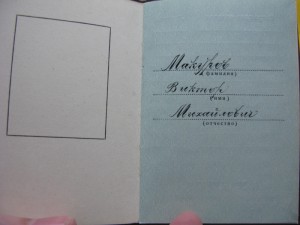 Макуров
(фамилия)
Виктор
(имя)
Михайлович
(отчество)